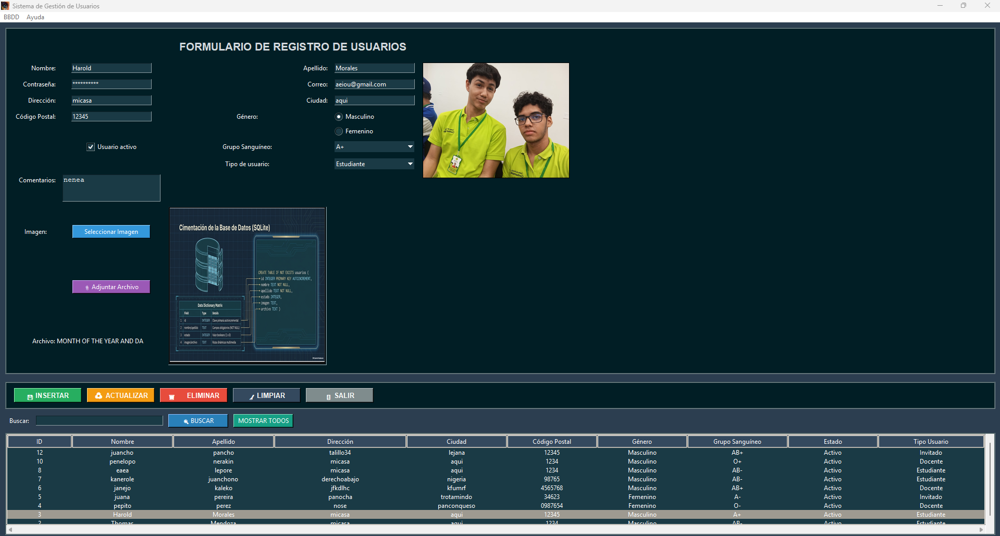 Sistema de Gestión de Usuarios
BBDD Ayuda
FORMULARIO DE REGISTRO DE USUARIOS
Nombre: Harold Apellido: Morales
Contraseña: ********** Correo: aeiou@gmail.com
Dirección: micasa Ciudad: aqui
Código Postal: 12345 Género: Masculino
Femenino
Usuario activo Grupo Sanguíneo: A+
Tipo de usuario: Estudiante
Comentarios: nenea
Imagen: Seleccionar Imagen
Adjuntar Archivo
Archivo: MONTH OF THE YEAR AND DA
Cimentación de la Base de Datos (SQLite)
CREATE TABLE IF NOT EXISTS usuarios (
id INTEGER PRIMARY KEY AUTOINCREMENT,
nombre TEXT NOT NULL,
apellido TEXT NOT NULL,
estado INTEGER,
imagen TEXT,
archivo TEXT )
Data Dictionary Matrix
Field Type Details
1 id INTEGER Clave primaria autoincremental
2 nombre/apellido TEXT Campos obligatorios (NOT NULL)
3 estado INTEGER Valor booleano (1 o 0)
4 imagen/archivo TEXT Rutas dinámicas multimedia
INSERTAR ACTUALIZAR ELIMINAR LIMPIAR SALIR
Buscar: BUSCAR MOSTRAR TODOS
ID Nombre Apellido Dirección Ciudad Código Postal Género Grupo Sanguíneo Estado Tipo Usuario
12 juancho pancho talillo34 lejana 12345 Masculino AB+ Activo Invitado
10 penelopo nerakin micasa aqui 1234 Masculino O+ Activo Docente
8 eaea lepore micasa aqui 1234 Masculino AB- Activo Estudiante
7 kanerole juanchono derechoabajo nigeria 98765 Masculino AB- Activo Estudiante
6 janejo kaleko jfkdlhc kfumrf 4565768 Masculino AB+ Activo Docente
5 juana pereira panocha trotamindo 34623 Femenino A- Activo Invitado
4 pepito perez nose panconqueso 0987654 Femenino O- Activo Docente
3 Harold Morales micasa aqui 12345 Masculino A+ Activo Estudiante
2 Thomas Mendoza micasa aqui 1234 Masculino AB- Activo Estudiante